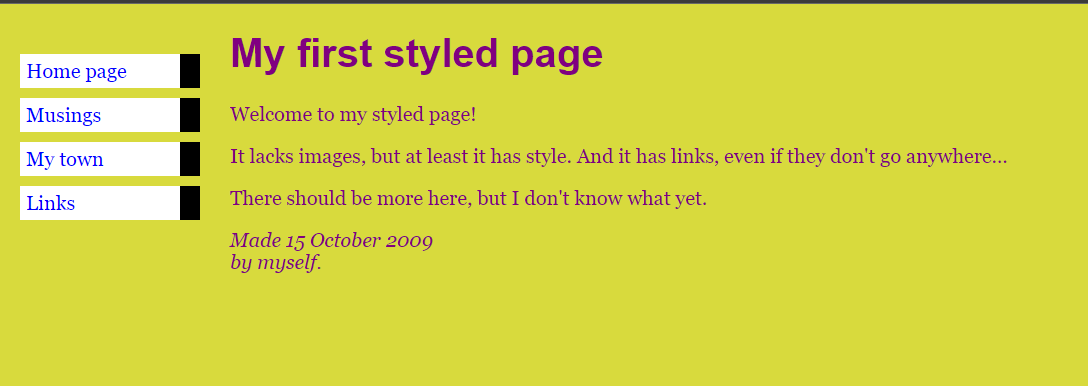 Home page
Musings
My town
Links
My first styled page
Welcome to my styled page!
It lacks images, but at least it has style. And it has links, even if they don't go anywhere...
There should be more here, but I don't know what yet.
Made 15 October 2009
by myself.